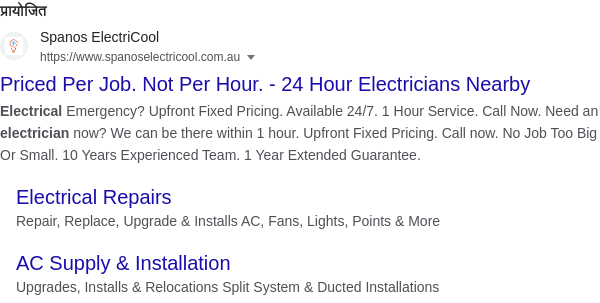 प्रायोजित
Spanos ElectriCool
https://www.spanoselectricool.com.au
Priced Per Job. Not Per Hour. - 24 Hour Electricians Nearby
Electrical Emergency? Upfront Fixed Pricing. Available 24/7. 1 Hour Service. Call Now. Need an
electrician now? We can be there within 1 hour. Upfront Fixed Pricing. Call now. No Job Too Big
Or Small. 10 Years Experienced Team. 1 Year Extended Guarantee.
Electrical Repairs
Repair, Replace, Upgrade & Installs AC, Fans, Lights, Points & More
AC Supply & Installation
Upgrades, Installs & Relocations Split System & Ducted Installations